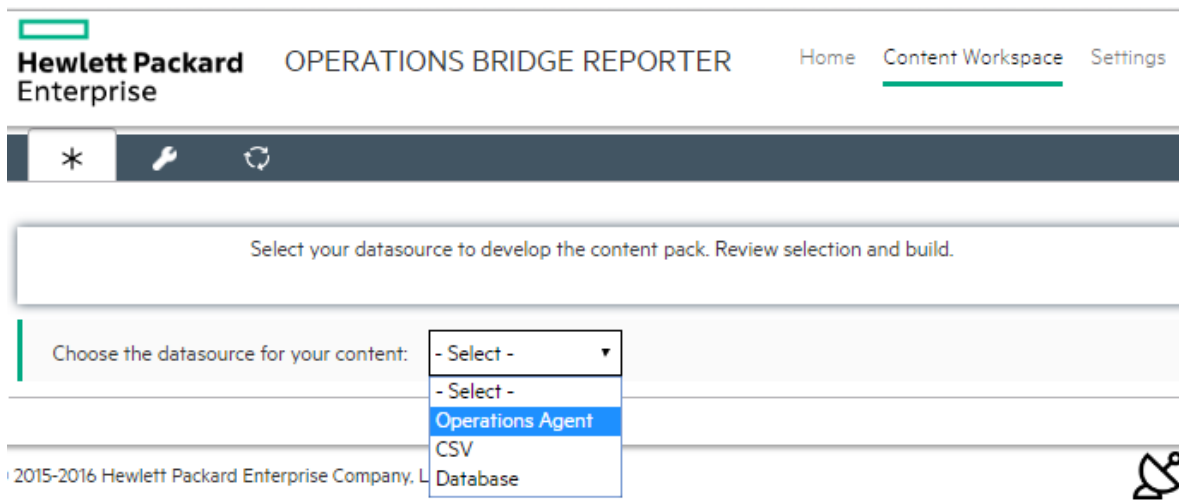 Hewlett Packard
Enterprise
OPERATIONS BRIDGE REPORTER
Home Content Workspace Settings
Select your datasource to develop the content pack. Review selection and build.
Choose the datasource for your content:
- Select -
- Select -
Operations Agent
CSV
Database
2015-2016 Hewlett Packard Enterprise Company, L